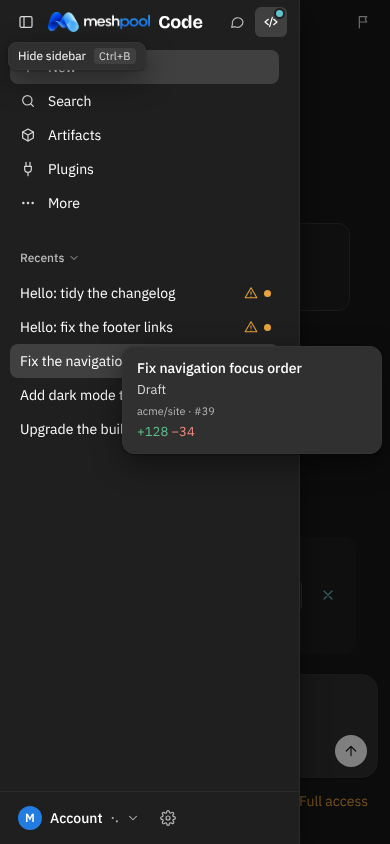 meshpool Code
Hide sidebar Ctrl+B
Search
Artifacts
Plugins
More
Recents
Hello: tidy the changelog
Hello: fix the footer links
Fix the navigatio
Fix navigation focus order
Draft
acme/site · #39
+128 −34
Add dark mode t
Upgrade the buil
M Account
Full access